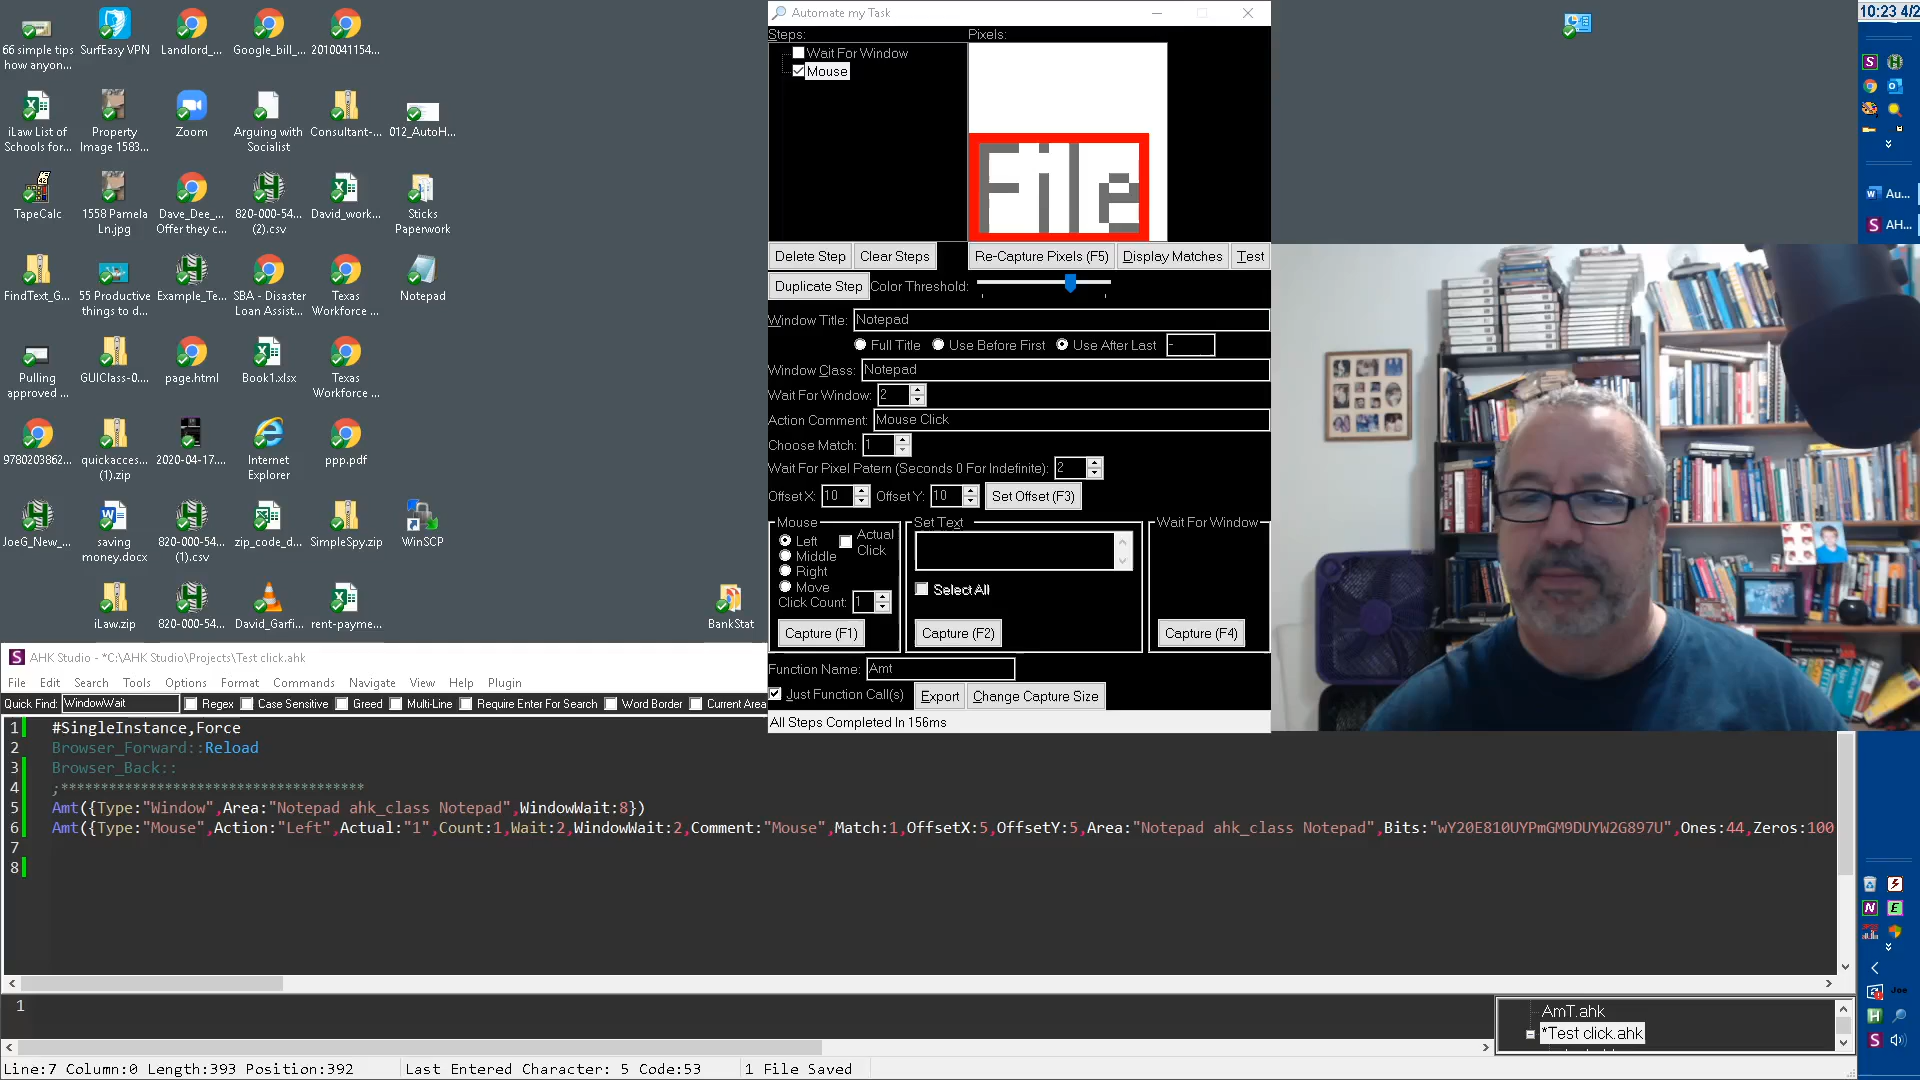 66 simple tips how anyon...
SurfEasy VPN
Landlord_...
Google_bill_...
2010041154...
iLaw List of Schools for...
Property Image 1583...
Zoom
Arguing with Socialist
Consultant-...
012_AutoH...
TapeCalc
1558 Pamela Ln.jpg
Dave_Dee_... Offer they c...
820-000-54... (2).csv
David_work...
Sticks Paperwork
FindText_G...
55 Productive things to d...
Example_Te...
SBA - Disaster Loan Assist...
Texas Workforce ...
Notepad
Pulling approved ...
GUIClass-0...
page.html
Book1.xlsx
Texas Workforce ...
9780203862...
quickacces... (1).zip
2020-04-17...
Internet Explorer
ppp.pdf
JoeG_New_...
saving money.docx
820-000-54... (1).csv
zip_code_d...
SimpleSpy.zip
WinSCP
iLaw.zip
820-000-54...
David_Garfi...
rent-payme...
BankStat
Automate my Task
Steps:
Pixels:
Wait For Window
Mouse
File
Delete Step
Clear Steps
Re-Capture Pixels (F5)
Display Matches
Test
Duplicate Step
Color Threshold:
Window Title: Notepad
Full Title
Use Before First
Use After Last
-
Window Class: Notepad
Wait For Window: 2
Action Comment: Mouse Click
Choose Match: 1
Wait For Pixel Patern (Seconds 0 For Indefinite): 2
Offset X: 10
Offset Y: 10
Set Offset (F3)
Mouse
Left
Middle
Right
Move
Actual Click
Click Count: 1
Capture (F1)
Set Text
Select All
Capture (F2)
Wait For Window
Capture (F4)
Function Name: Amt
Just Function Call(s)
Export
Change Capture Size
All Steps Completed In 156ms
10:23 4/2
Au...
AH...
AHK Studio - *C:\AHK Studio\Projects\Test click.ahk
File Edit Search Tools Options Format Commands Navigate View Help Plugin
Quick Find: WindowWait
Regex Case Sensitive Greed Multi-Line Require Enter For Search Word Border Current Area
1 #SingleInstance,Force
2 Browser_Forward::Reload
3 Browser_Back::
4 ;**************************************
5 Amt({Type:"Window",Area:"Notepad ahk_class Notepad",WindowWait:8})
6 Amt({Type:"Mouse",Action:"Left",Actual:"1",Count:1,Wait:2,WindowWait:2,Comment:"Mouse",Match:1,OffsetX:5,OffsetY:5,Area:"Notepad ahk_class Notepad",Bits:"wY20E810UYPmGM9DUYW2G897U",Ones:44,Zeros:100
7
8
1
AmT.ahk
*Test click.ahk
Line:7 Column:0 Length:393 Position:392
Last Entered Character: 5 Code:53
1 File Saved
Joe